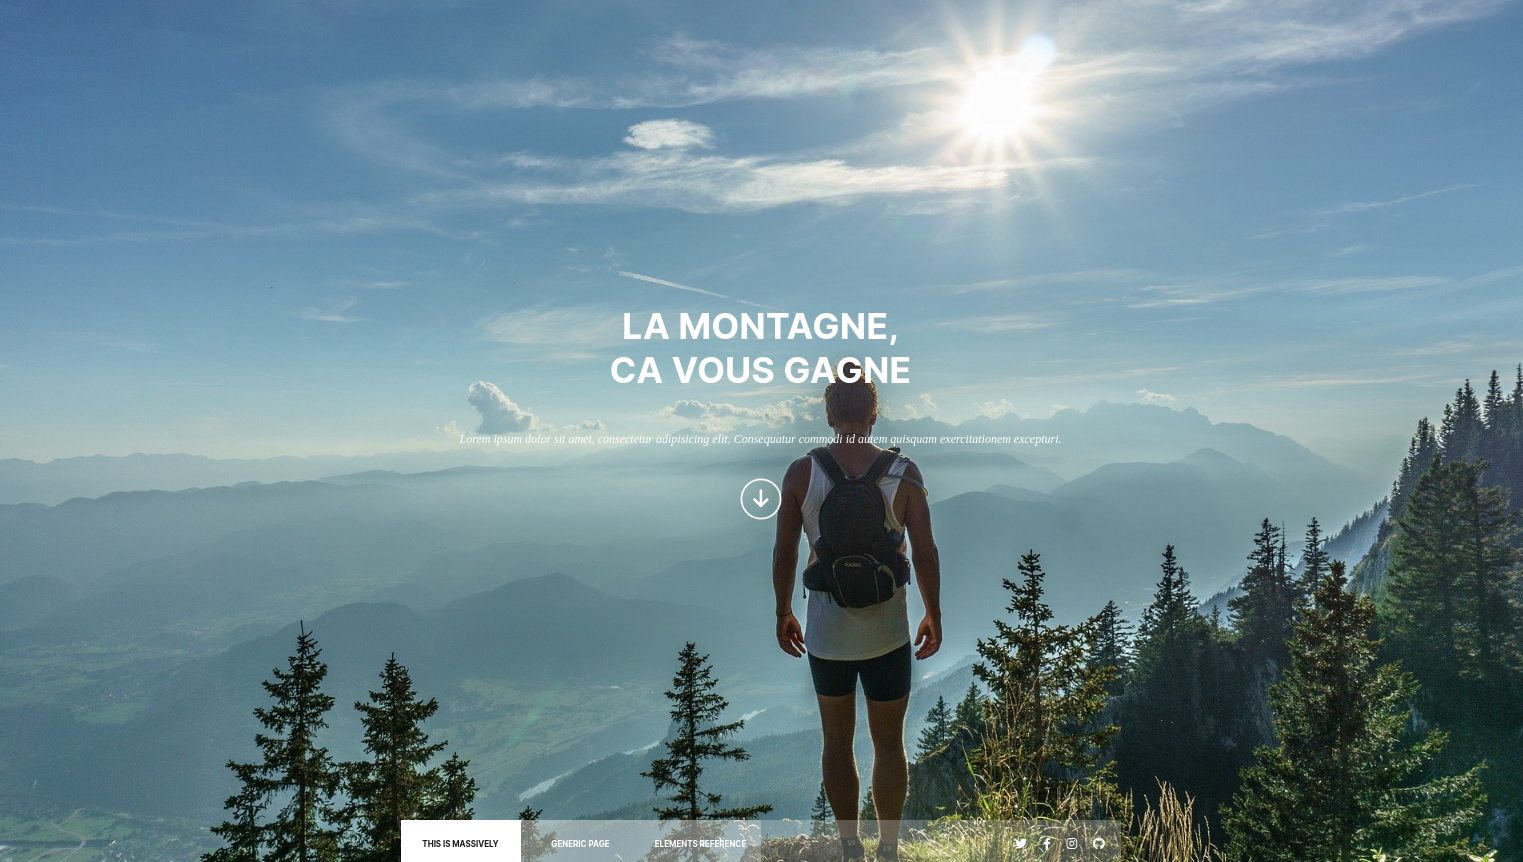 LA MONTAGNE,
CA VOUS GAGNE
Lorem ipsum dolor sit amet, consectetur adipisicing elit. Consequatur commodi id autem quisquam exercitationem excepturi.
THIS IS MASSIVELY
GENERIC PAGE
ELEMENTS REFERENCE